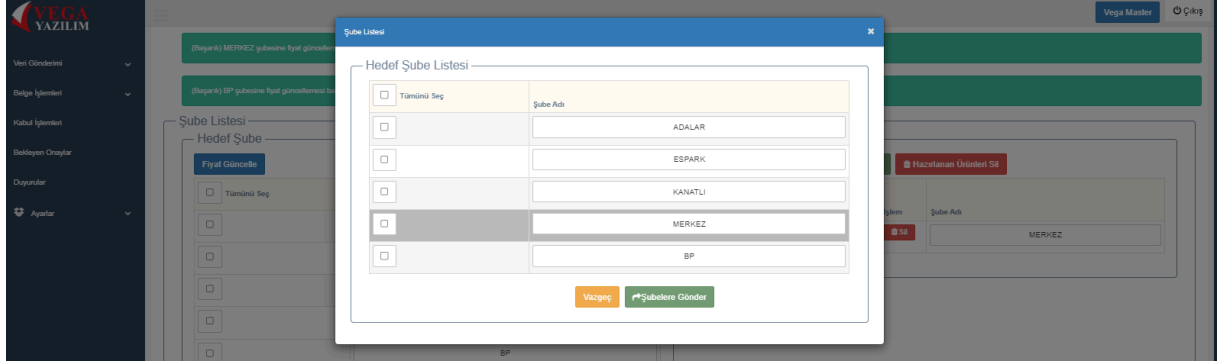 VEGA
YAZILIM
Vega Master
Çıkış
Şube Listesi
(Başarılı) MERKEZ şubesine fiyat güncellem
Veri Gönderimi
Hedef Şube Listesi
Belge İşlemleri
(Başarılı) BP şubesine fiyat güncellemesi ba
Tümünü Seç
Şube Adı
Kabul İşlemleri
Şube Listesi
ADALAR
Hedef Şube
Bekleyen Onaylar
ESPARK
Fiyat Güncelle
Hazırlanan Ürünleri Sil
Duyurular
Tümünü Seç
KANATLI
Ayarlar
İşlem
Şube Adı
MERKEZ
Sil
MERKEZ
BP
Vazgeç
Şubelere Gönder
BP